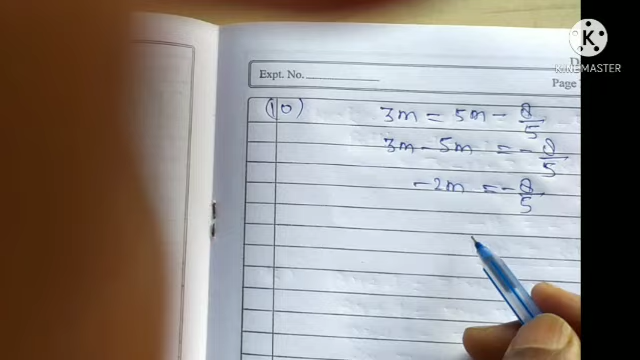 K
KINEMASTER
D
Expt. No.
Page
(10) 3m = 5m - 8/5
3m - 5m = - 8/5
-2m = - 8/5